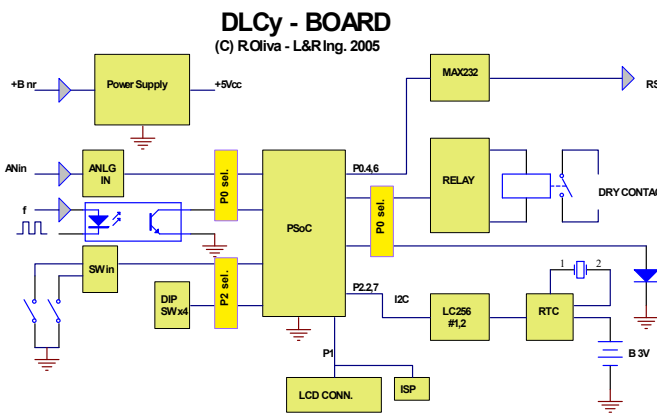 DLCy - BOARD
(C) R.Oliva - L&R Ing. 2005
+B nr
Power Supply
+5Vcc
MAX232
RS
ANin
ANLG
IN
P0 sel.
PSoC
P0.4,6
P0 sel.
RELAY
DRY CONTAC
f
SWin
P2 sel.
DIP
SWx4
P2.2,7
I2C
LC256
#1,2
RTC
1
2
B 3V
P1
LCD CONN.
ISP